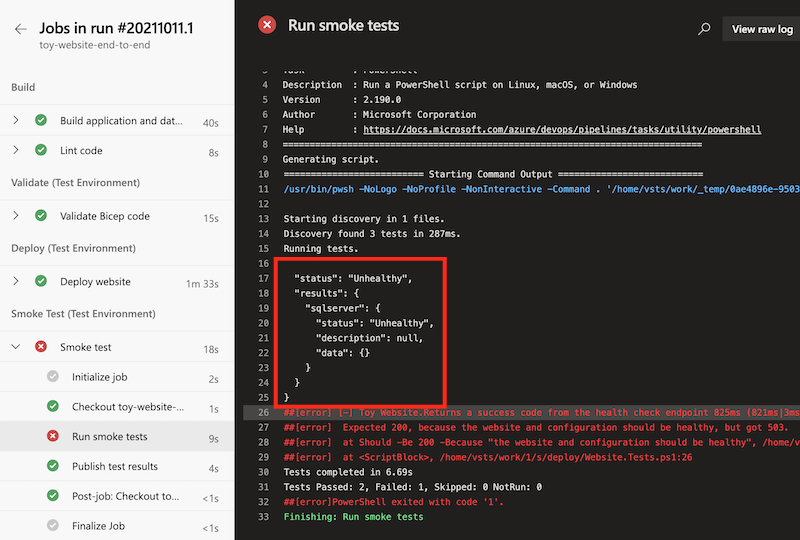 Jobs in run #20211011.1
toy-website-end-to-end
Build
Build application and dat... 40s
Lint code 8s
Validate (Test Environment)
Validate Bicep code 15s
Deploy (Test Environment)
Deploy website 1m 33s
Smoke Test (Test Environment)
Smoke test 18s
Initialize job 2s
Checkout toy-website-... 1s
Run smoke tests 9s
Publish test results 4s
Post-job: Checkout to... <1s
Finalize Job <1s
Run smoke tests
View raw log
4 Description : Run a PowerShell script on Linux, macOS, or Windows
5 Version : 2.190.0
6 Author : Microsoft Corporation
7 Help : https://docs.microsoft.com/azure/devops/pipelines/tasks/utility/powershell
8 ==============================================================================
9 Generating script.
10 ========================== Starting Command Output ===========================
11 /usr/bin/pwsh -NoLogo -NoProfile -NonInteractive -Command . '/home/vsts/work/_temp/0ae4896e-9503
12
13 Starting discovery in 1 files.
14 Discovery found 3 tests in 287ms.
15 Running tests.
16
17 "status": "Unhealthy",
18 "results": {
19 "sqlserver": {
20 "status": "Unhealthy",
21 "description": null,
22 "data": {}
23 }
24 }
25 }
26 ##[error] [-] Toy Website.Returns a success code from the health check endpoint 825ms (821ms|3ms
27 ##[error] Expected 200, because the website and configuration should be healthy, but got 503.
28 ##[error] at Should -Be 200 -Because "the website and configuration should be healthy", /home/v
29 ##[error] at <ScriptBlock>, /home/vsts/work/1/s/deploy/Website.Tests.ps1:26
30 Tests completed in 6.69s
31 Tests Passed: 2, Failed: 1, Skipped: 0 NotRun: 0
32 ##[error]PowerShell exited with code '1'.
33 Finishing: Run smoke tests